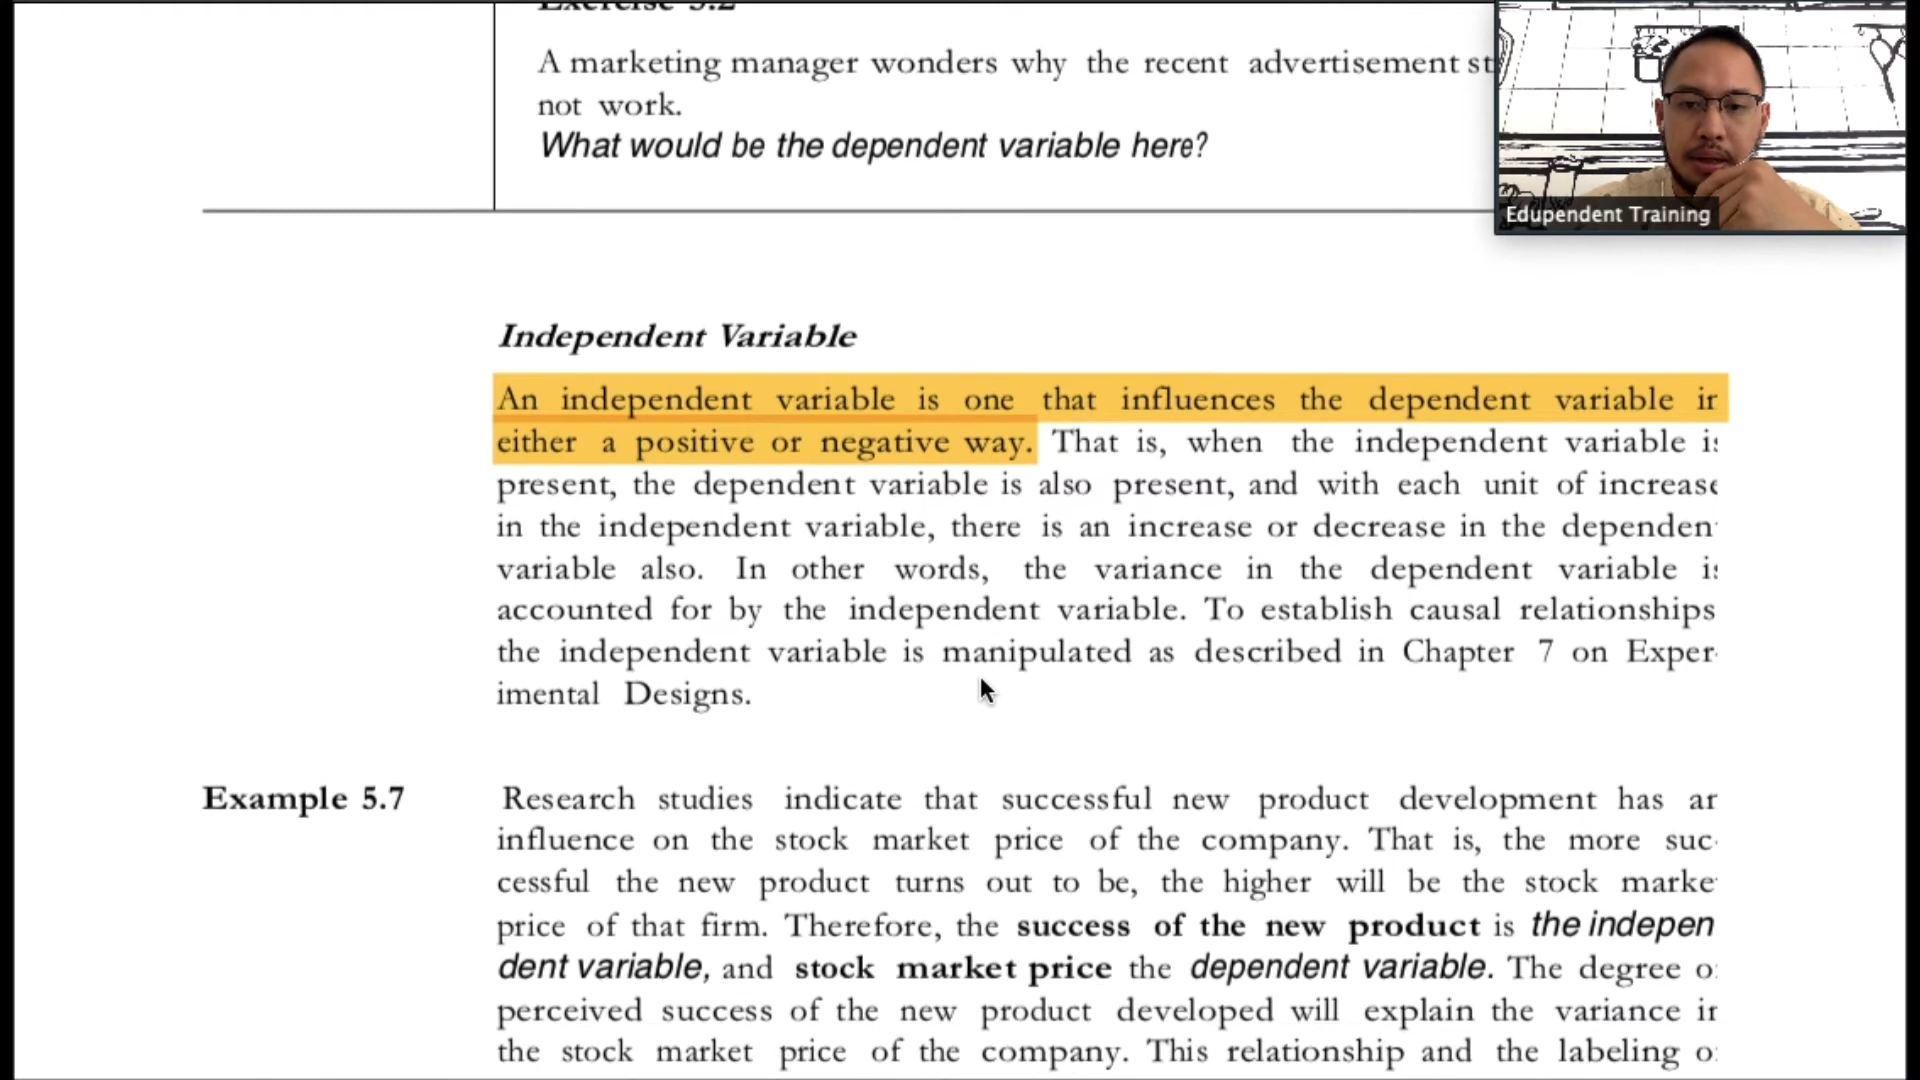 Exercise 5.2
A marketing manager wonders why the recent advertisement
not work.
What would be the dependent variable here?
Edupendent Training
Independent Variable
An independent variable is one that influences the dependent variable in
either a positive or negative way. That is, when the independent variable is
present, the dependent variable is also present, and with each unit of increase
in the independent variable, there is an increase or decrease in the dependent
variable also. In other words, the variance in the dependent variable is
accounted for by the independent variable. To establish causal relationships
the independent variable is manipulated as described in Chapter 7 on Exper-
imental Designs.
Example 5.7
Research studies indicate that successful new product development has an
influence on the stock market price of the company. That is, the more suc-
cessful the new product turns out to be, the higher will be the stock market
price of that firm. Therefore, the success of the new product is the indepen
dent variable, and stock market price the dependent variable. The degree of
perceived success of the new product developed will explain the variance in
the stock market price of the company. This relationship and the labeling of